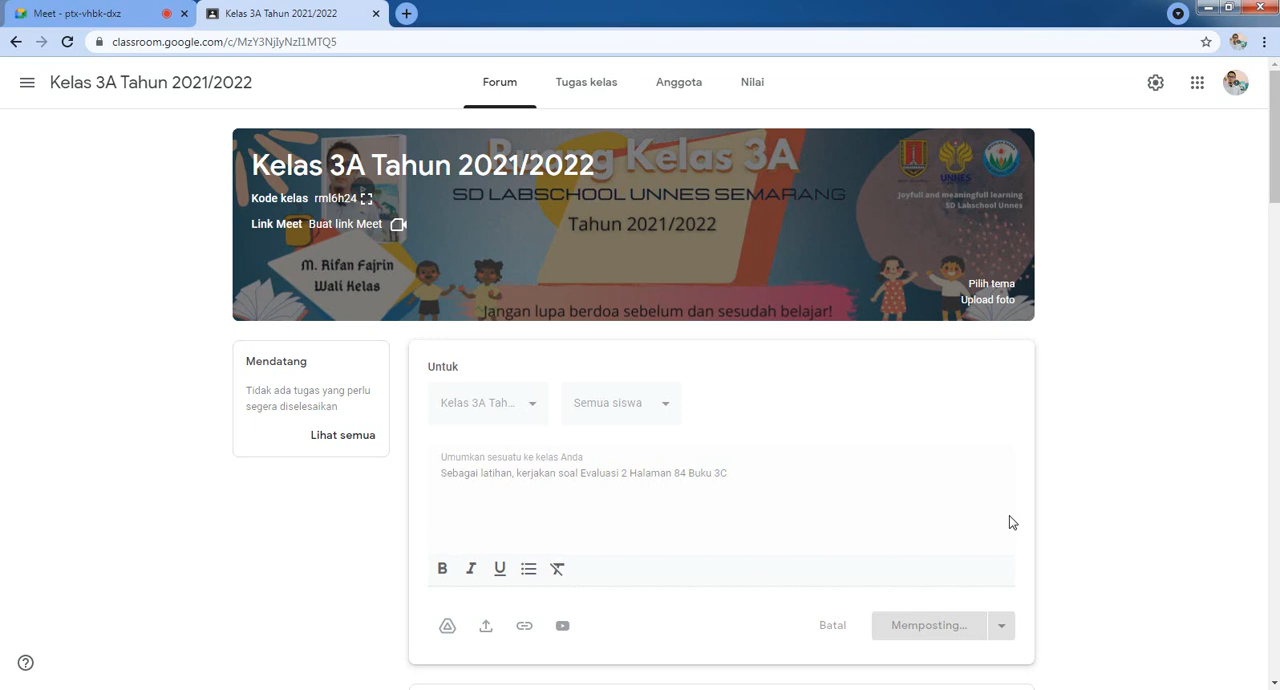 Meet - ptx-vhbk-dxz
Kelas 3A Tahun 2021/2022
classroom.google.com/c/MzY3NjIyNzI1MTQ5
Kelas 3A Tahun 2021/2022
Forum
Tugas kelas
Anggota
Nilai
Ruang Kelas 3A
Kelas 3A Tahun 2021/2022
SD LABSCHOOL UNNES SEMARANG
Kode kelas rml6h24
Joyfull and meaningfull learning
SD Labschool Unnes
UNNES
Link Meet Buat link Meet
Tahun 2021/2022
M. Rifan Fajrin
Wali Kelas
Pilih tema
Upload foto
Jangan lupa berdoa sebelum dan sesudah belajar!
Mendatang
Tidak ada tugas yang perlu
segera diselesaikan
Lihat semua
Untuk
Kelas 3A Tah...
Semua siswa
Umumkan sesuatu ke kelas Anda
Sebagai latihan, kerjakan soal Evaluasi 2 Halaman 84 Buku 3C
B I U
Batal
Memposting...